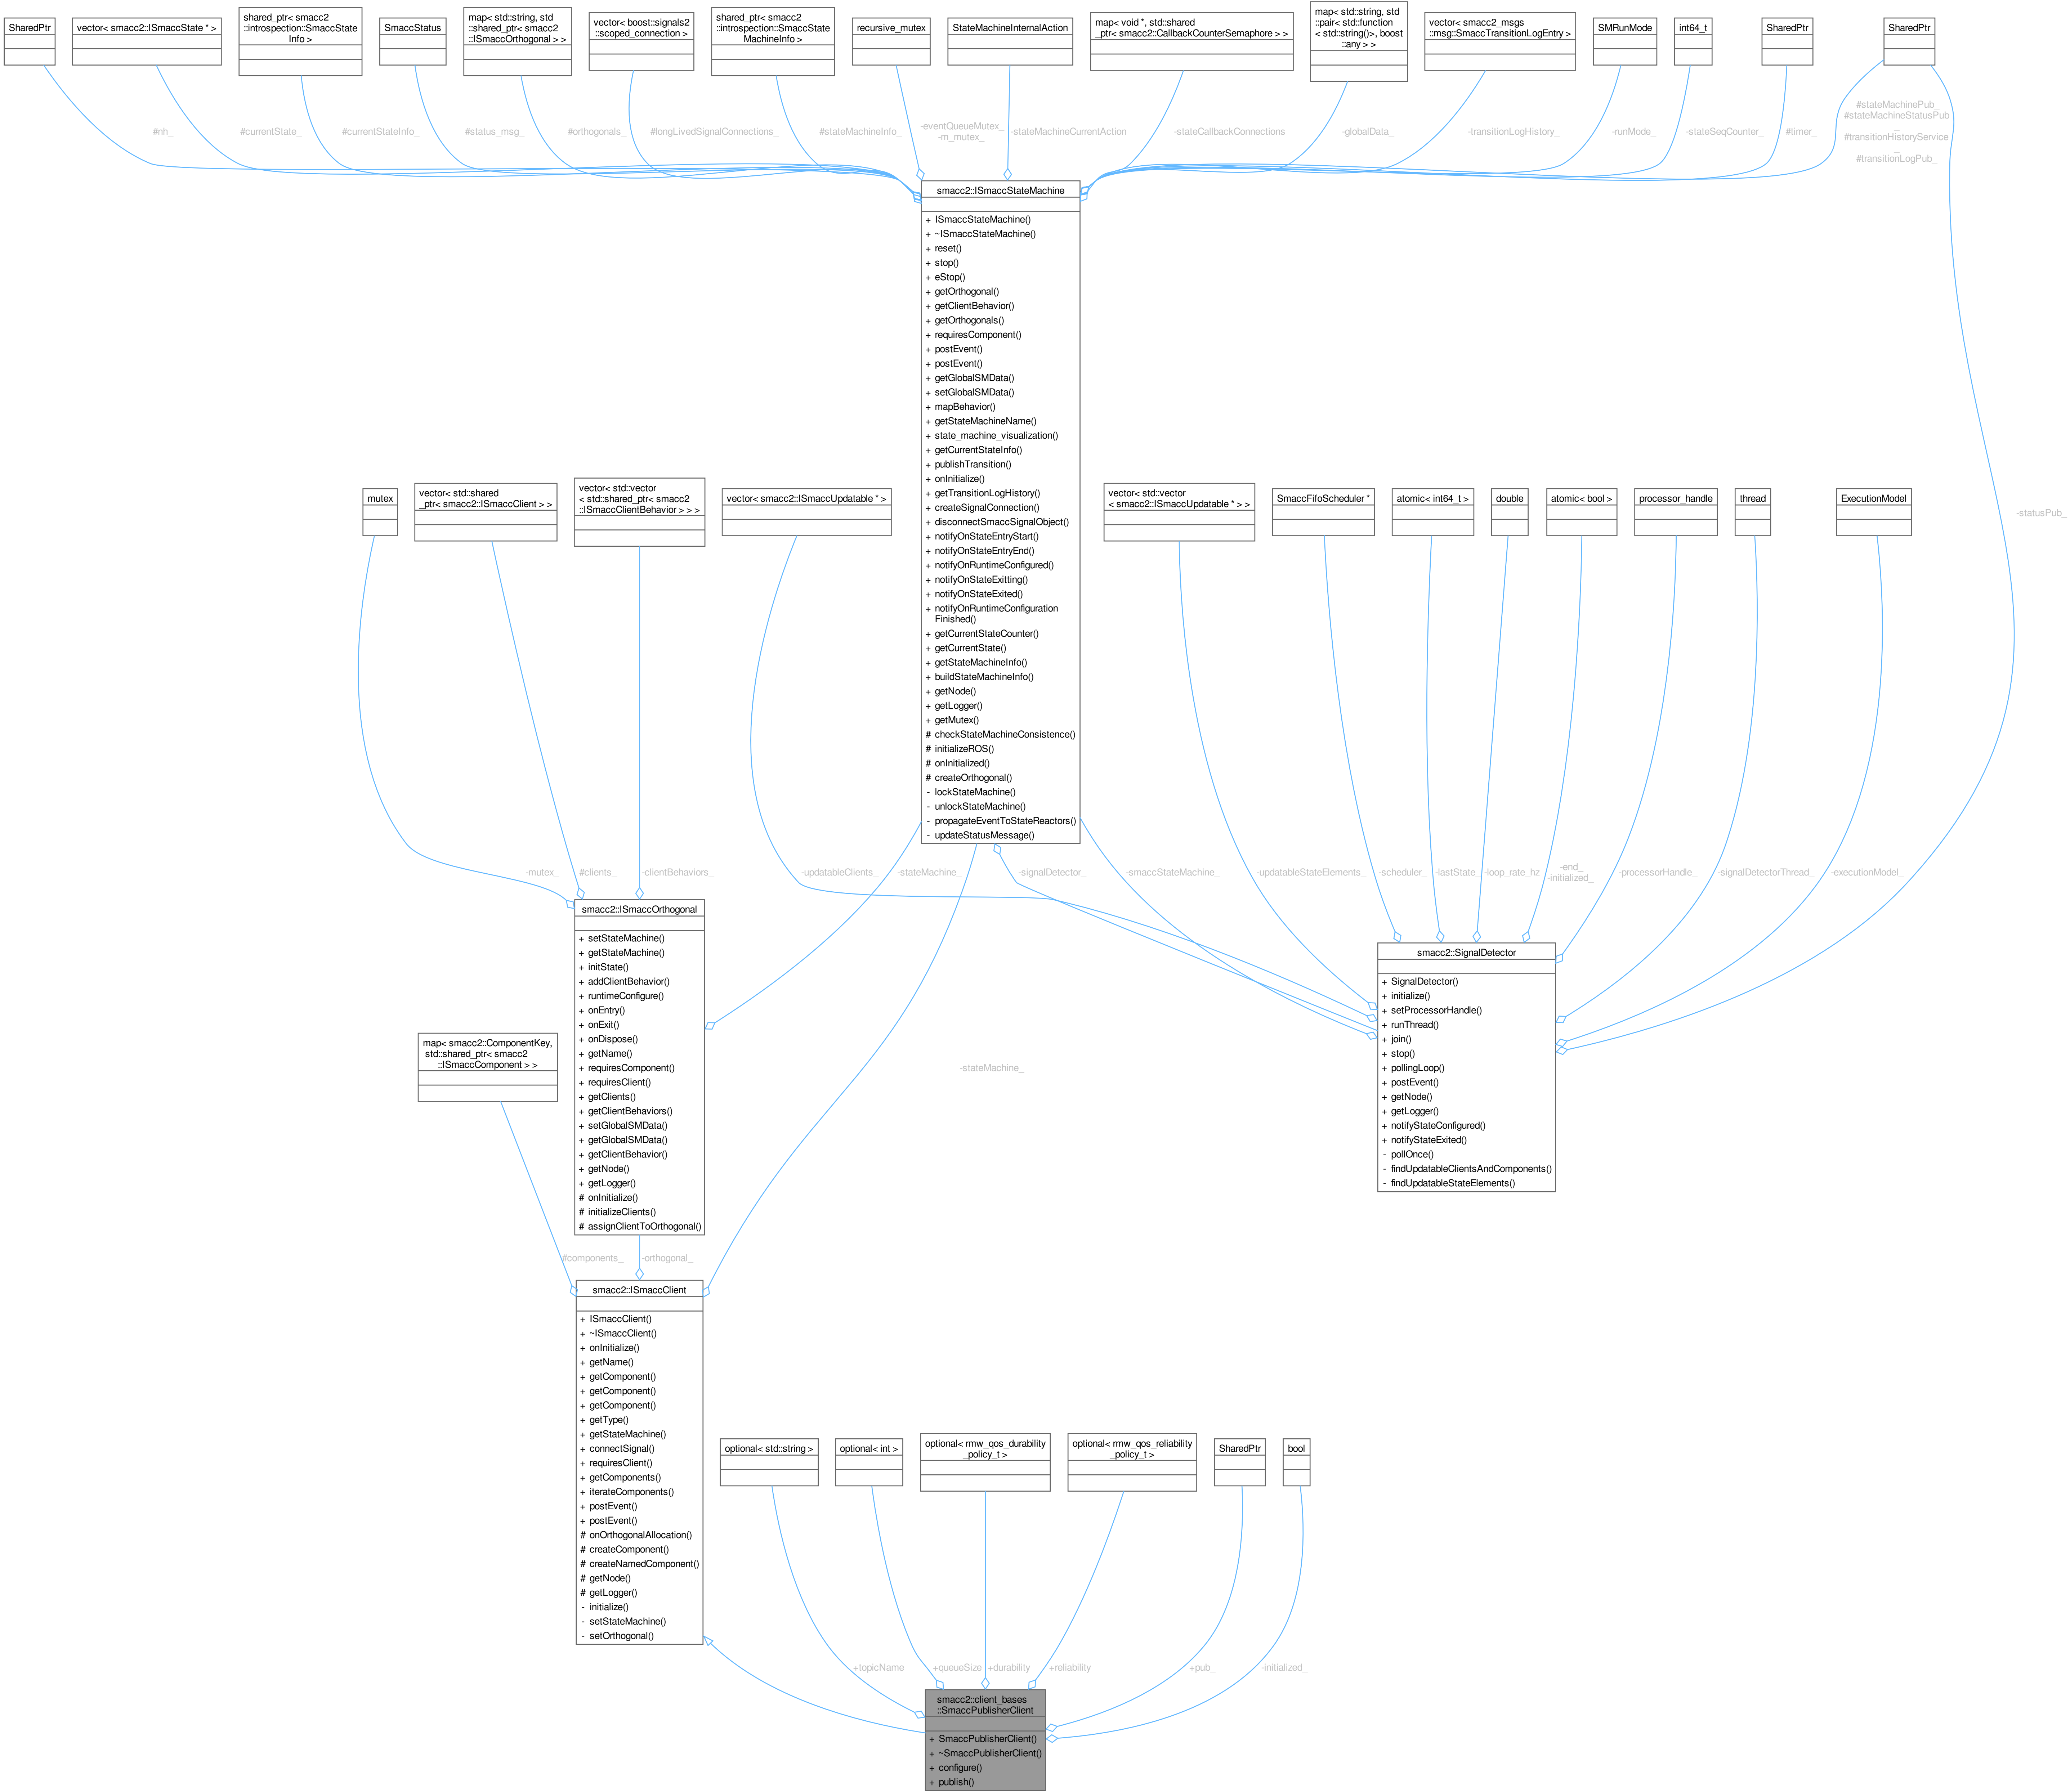 SharedPtr
vector< smacc2::ISmaccState * >
shared_ptr< smacc2
::introspection::SmaccState
Info >
SmaccStatus
map< std::string, std
::shared_ptr< smacc2
::ISmaccOrthogonal > >
vector< boost::signals2
::scoped_connection >
shared_ptr< smacc2
::introspection::SmaccState
MachineInfo >
recursive_mutex
StateMachineInternalAction
map< void *, std::shared
_ptr< smacc2::CallbackCounterSemaphore > >
map< std::string, std
::pair< std::function
< std::string()>, boost
::any > >
vector< smacc2_msgs
::msg::SmaccTransitionLogEntry >
SMRunMode
int64_t
SharedPtr
SharedPtr
#nh_
#currentState_
#currentStateInfo_
#status_msg_
#orthogonals_
#longLivedSignalConnections_
#stateMachineInfo_
-eventQueueMutex_
-m_mutex_
-stateMachineCurrentAction
-stateCallbackConnections
-globalData_
-transitionLogHistory_
-runMode_
-stateSeqCounter_
#timer_
#stateMachinePub_
#stateMachineStatusPub
_
#transitionHistoryService
_
#transitionLogPub_
smacc2::ISmaccStateMachine
+ ISmaccStateMachine()
+ ~ISmaccStateMachine()
+ reset()
+ stop()
+ eStop()
+ getOrthogonal()
+ getClientBehavior()
+ getOrthogonals()
+ requiresComponent()
+ postEvent()
+ postEvent()
+ getGlobalSMData()
+ setGlobalSMData()
+ mapBehavior()
+ getStateMachineName()
+ state_machine_visualization()
+ getCurrentStateInfo()
+ publishTransition()
+ onInitialize()
+ getTransitionLogHistory()
+ createSignalConnection()
+ disconnectSmaccSignalObject()
+ notifyOnStateEntryStart()
+ notifyOnStateEntryEnd()
+ notifyOnRuntimeConfigured()
+ notifyOnStateExitting()
+ notifyOnStateExited()
+ notifyOnRuntimeConfiguration
Finished()
+ getCurrentStateCounter()
+ getCurrentState()
+ getStateMachineInfo()
+ buildStateMachineInfo()
+ getNode()
+ getLogger()
+ getMutex()
# checkStateMachineConsistence()
# initializeROS()
# onInitialized()
# createOrthogonal()
- lockStateMachine()
- unlockStateMachine()
- propagateEventToStateReactors()
- updateStatusMessage()
mutex
vector< std::shared
_ptr< smacc2::ISmaccClient > >
vector< std::vector
< std::shared_ptr< smacc2
::ISmaccClientBehavior > > >
vector< smacc2::ISmaccUpdatable * >
vector< std::vector
< smacc2::ISmaccUpdatable * > >
SmaccFifoScheduler *
atomic< int64_t >
double
atomic< bool >
processor_handle
thread
ExecutionModel
-statusPub_
-mutex_
#clients_
-clientBehaviors_
-updatableClients_
-stateMachine_
-signalDetector_
-smaccStateMachine_
-updatableStateElements_
-scheduler_
-lastState_
-loop_rate_hz
-end_
-initialized_
-processorHandle_
-signalDetectorThread_
-executionModel_
smacc2::ISmaccOrthogonal
+ setStateMachine()
+ getStateMachine()
+ initState()
+ addClientBehavior()
+ runtimeConfigure()
+ onEntry()
+ onExit()
+ onDispose()
+ getName()
+ requiresComponent()
+ requiresClient()
+ getClients()
+ getClientBehaviors()
+ setGlobalSMData()
+ getGlobalSMData()
+ getClientBehavior()
+ getNode()
+ getLogger()
# onInitialize()
# initializeClients()
# assignClientToOrthogonal()
smacc2::SignalDetector
+ SignalDetector()
+ initialize()
+ setProcessorHandle()
+ runThread()
+ join()
+ stop()
+ pollingLoop()
+ postEvent()
+ getNode()
+ getLogger()
+ notifyStateConfigured()
+ notifyStateExited()
- pollOnce()
- findUpdatableClientsAndComponents()
- findUpdatableStateElements()
map< smacc2::ComponentKey,
std::shared_ptr< smacc2
::ISmaccComponent > >
-stateMachine_
#components_
-orthogonal_
smacc2::ISmaccClient
+ ISmaccClient()
+ ~ISmaccClient()
+ onInitialize()
+ getName()
+ getComponent()
+ getComponent()
+ getComponent()
+ getType()
+ getStateMachine()
+ connectSignal()
+ requiresClient()
+ getComponents()
+ iterateComponents()
+ postEvent()
+ postEvent()
# onOrthogonalAllocation()
# createComponent()
# createNamedComponent()
# getNode()
# getLogger()
- initialize()
- setStateMachine()
- setOrthogonal()
optional< std::string >
optional< int >
optional< rmw_qos_durability
_policy_t >
optional< rmw_qos_reliability
_policy_t >
SharedPtr
bool
+topicName
+queueSize
+durability
+reliability
+pub_
-initialized_
smacc2::client_bases
::SmaccPublisherClient
+ SmaccPublisherClient()
+ ~SmaccPublisherClient()
+ configure()
+ publish()